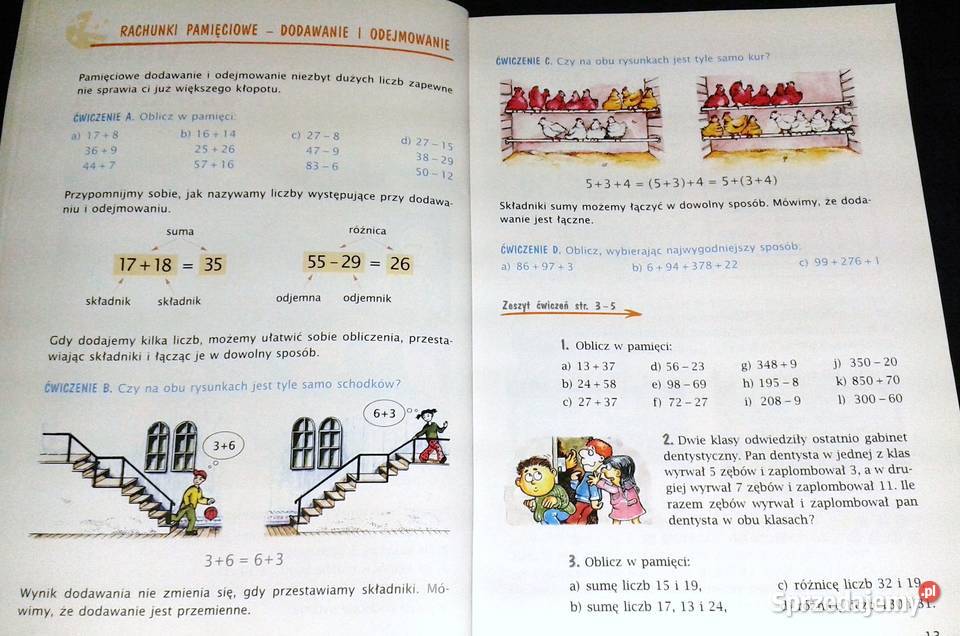 RACHUNKI PAMIĘCIOWE – DODAWANIE I ODEJMOWANIE
Pamięciowe dodawanie i odejmowanie niezbyt dużych liczb zapewne
nie sprawia ci już większego kłopotu.
ĆWICZENIE A. Oblicz w pamięci:
a) 17 + 8 b) 16 + 14 c) 27 – 8 d) 27 – 15
36 + 9 25 + 26 47 – 9 38 – 29
44 + 7 57 + 16 83 – 6 50 – 12
Przypomnijmy sobie, jak nazywamy liczby występujące przy dodawa-
niu i odejmowaniu.
suma różnica
17 + 18 = 35 55 – 29 = 26
składnik składnik odjemna odjemnik
Gdy dodajemy kilka liczb, możemy ułatwić sobie obliczenia, przesta-
wiając składniki i łącząc je w dowolny sposób.
ĆWICZENIE B. Czy na obu rysunkach jest tyle samo schodków?
3+6
6+3
3 + 6 = 6 + 3
Wynik dodawania nie zmienia się, gdy przestawiamy składniki. Mó-
wimy, że dodawanie jest przemienne.
ĆWICZENIE C. Czy na obu rysunkach jest tyle samo kur?
5 + 3 + 4 = (5 + 3) + 4 = 5 + (3 + 4)
Składniki sumy możemy łączyć w dowolny sposób. Mówimy, że doda-
wanie jest łączne.
ĆWICZENIE D. Oblicz, wybierając najwygodniejszy sposób:
a) 86 + 97 + 3 b) 6 + 94 + 378 + 22 c) 99 + 276 + 1
Zeszyt ćwiczeń str. 3–5
1. Oblicz w pamięci:
a) 13 + 37 d) 56 – 23 g) 348 + 9 j) 350 – 20
b) 24 + 58 e) 98 – 69 h) 195 – 8 k) 850 + 70
c) 27 + 37 f) 72 – 27 i) 208 – 9 l) 300 – 60
2. Dwie klasy odwiedziły ostatnio gabinet
dentystyczny. Pan dentysta w jednej z klas
wyrwał 5 zębów i zaplombował 3, a w dru-
giej wyrwał 7 zębów i zaplombował 11. Ile
razem zębów wyrwał i zaplombował pan
dentysta w obu klasach?
3. Oblicz w pamięci:
a) sumę liczb 15 i 19, c) różnicę liczb 32 i 19
b) sumę liczb 17, 13 i 24,
Sprzedajemy.pl